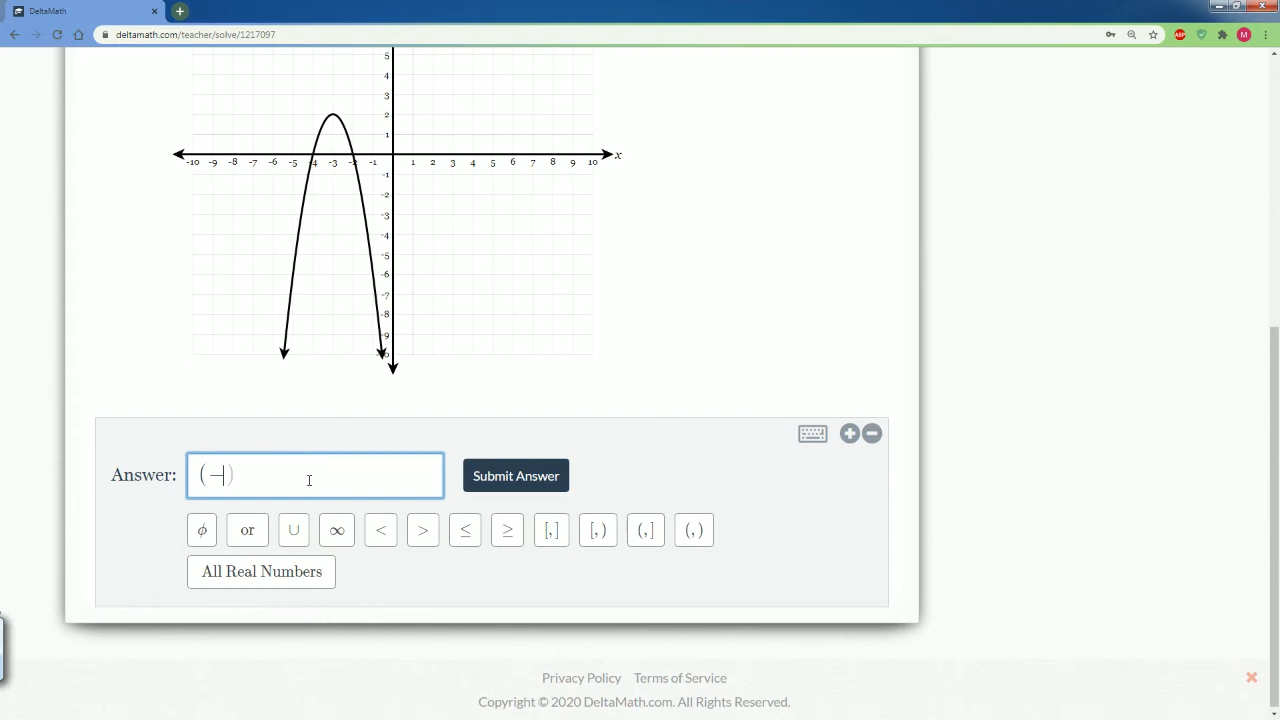 DeltaMath
deltamath.com/teacher/solve/1217097
ABP
M
5
4
3
2
1
-10 -9 -8 -7 -6 -5 -4 -3 -2 -1 1 2 3 4 5 6 7 8 9 10 x
-1
-2
-3
-4
-5
-6
-7
-8
-9
Answer: (−) Submit Answer
ϕ or ∪ ∞ < > ≤ ≥ [,] [,) (,] (,)
All Real Numbers
Privacy Policy Terms of Service
Copyright © 2020 DeltaMath.com. All Rights Reserved.